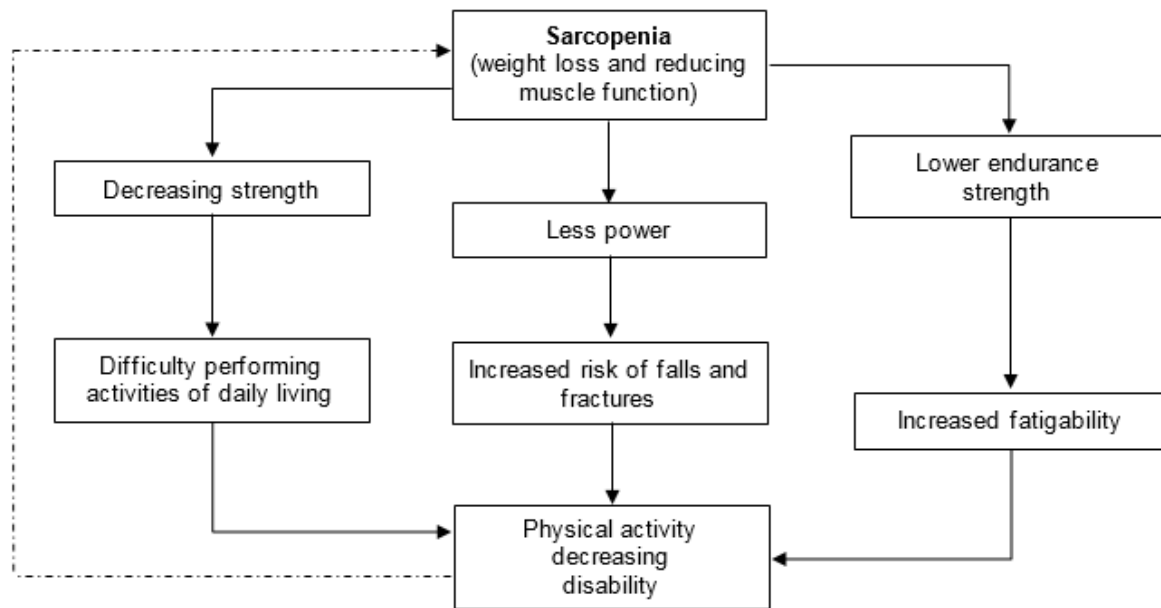 Sarcopenia
(weight loss and reducing
muscle function)
Decreasing strength
Less power
Lower endurance
strength
Difficulty performing
activities of daily living
Increased risk of falls and
fractures
Increased fatigability
Physical activity
decreasing
disability